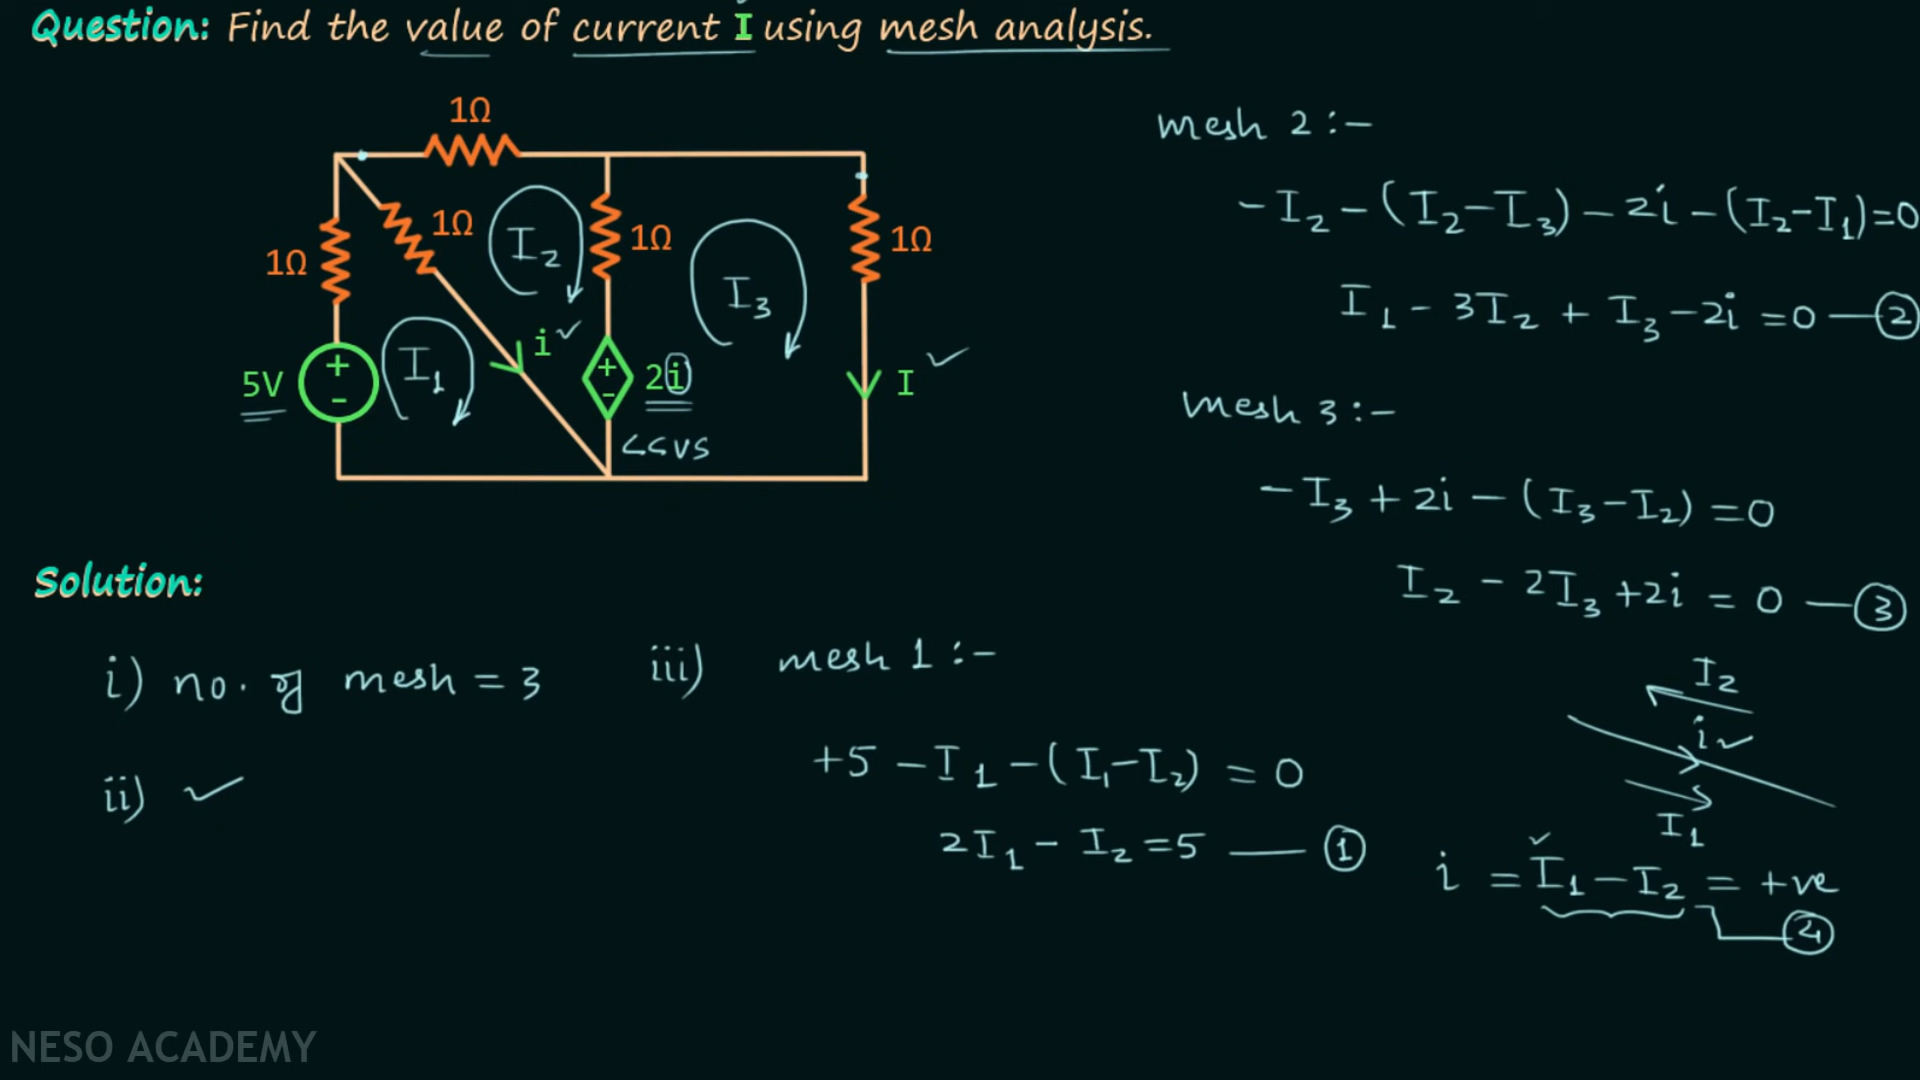 Question: Find the value of current I using mesh analysis.
1Ω
1Ω
1Ω
1Ω
1Ω
5V
+
-
I₁
I₂
I₃
i
+
-
2i
I
CCVS
mesh 2 :-
-I₂ - (I₂-I₃) - 2i - (I₂-I₁)=0
I₁ - 3I₂ + I₃ - 2i = 0 — ②
mesh 3 :-
-I₃ + 2i - (I₃-I₂) = 0
I₂ - 2I₃ + 2i = 0 — ③
Solution:
i) no. of mesh = 3
ii) ✓
iii) mesh 1 :-
+5 - I₁ - (I₁-I₂) = 0
2I₁ - I₂ = 5 — ①
I₂
i ✓
I₁
i = I₁ - I₂ = +ve
④
NESO ACADEMY